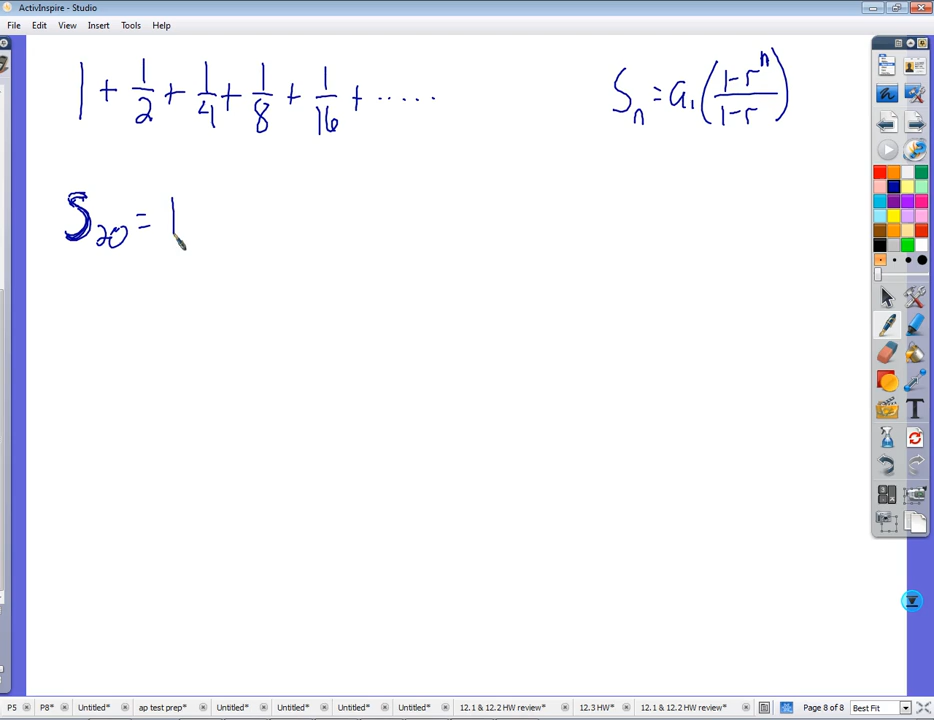 ActivInspire - Studio
File Edit View Insert Tools Help
1 + 1/2 + 1/4 + 1/8 + 1/16 + .....
Sₙ = a₁((1-rⁿ)/(1-r))
S₂₀ = 1
P5 P8* Untitled* ap test prep* Untitled* Untitled* Untitled* Untitled* 12.1 & 12.2 HW review* 12.3 HW* 12.1 & 12.2 HW review* Page 8 of 8 Best Fit